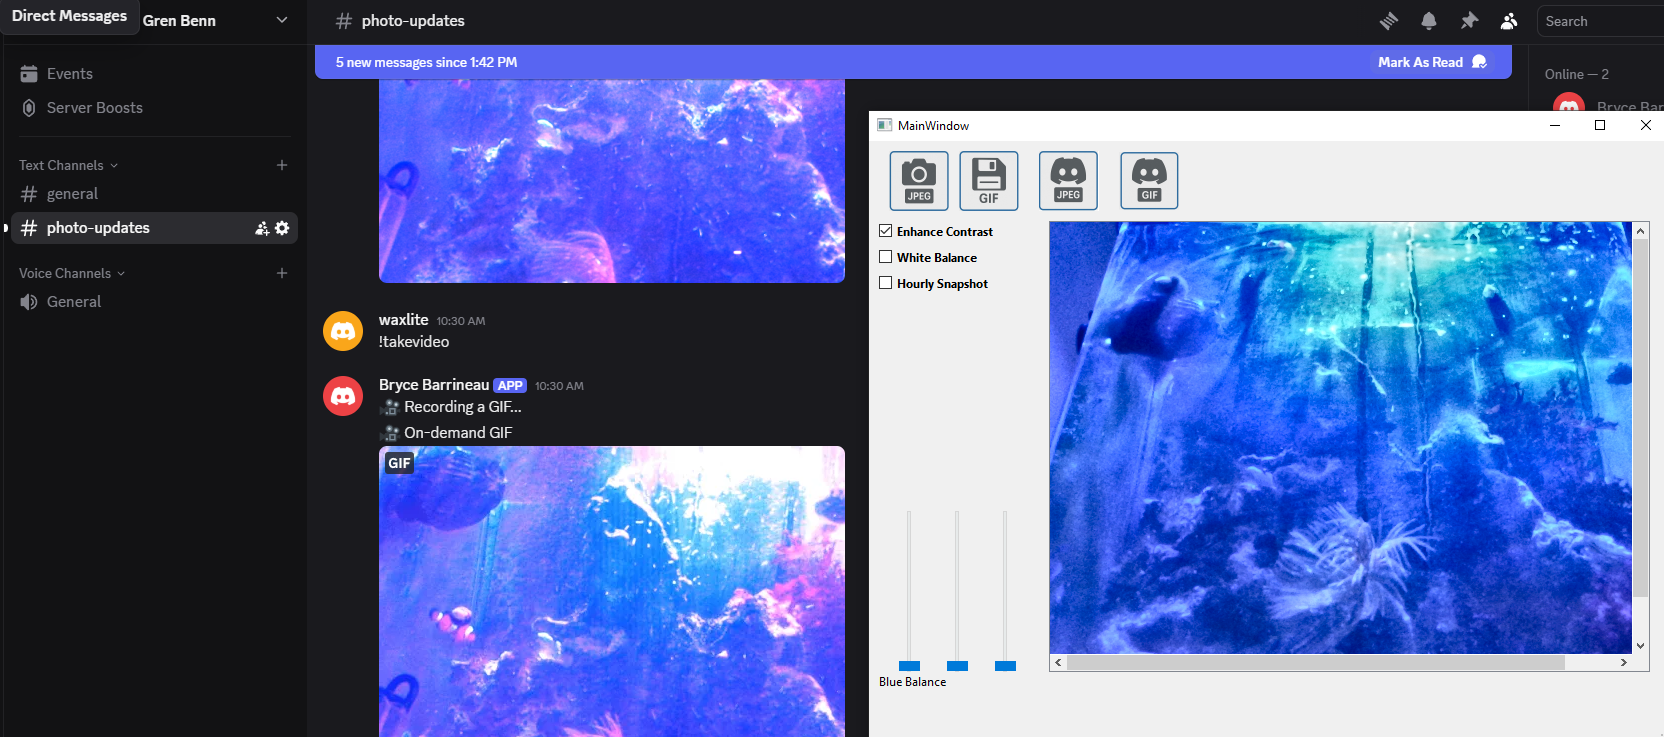 Direct Messages
Gren Benn
Events
Server Boosts
Text Channels
general
photo-updates
Voice Channels
General
photo-updates
Search
5 new messages since 1:42 PM
Mark As Read
waxlite 10:30 AM
!takevideo
Bryce Barrineau APP 10:30 AM
Recording a GIF...
On-demand GIF
GIF
Online — 2
Bryce Bar
MainWindow
JPEG
GIF
JPEG
GIF
Enhance Contrast
White Balance
Hourly Snapshot
Blue Balance